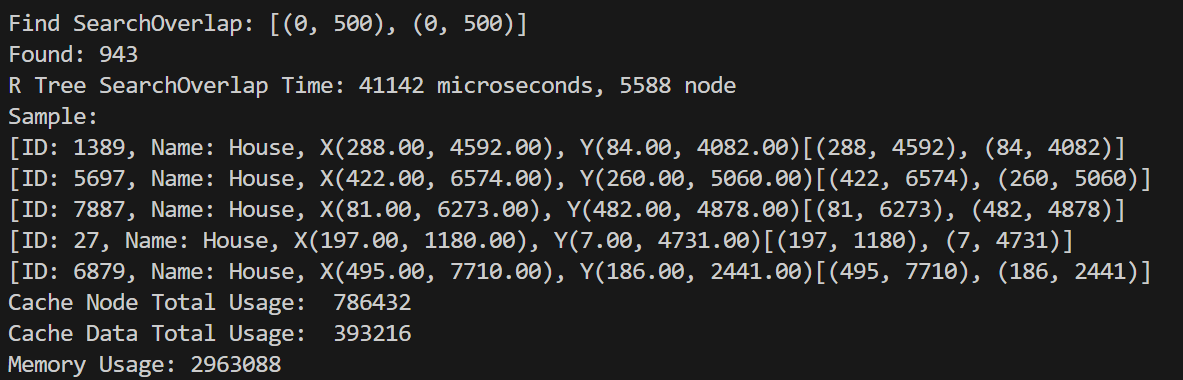 Find SearchOverlap: [(0, 500), (0, 500)]
Found: 943
R Tree SearchOverlap Time: 41142 microseconds, 5588 node
Sample:
[ID: 1389, Name: House, X(288.00, 4592.00), Y(84.00, 4082.00)[(288, 4592), (84, 4082)]
[ID: 5697, Name: House, X(422.00, 6574.00), Y(260.00, 5060.00)[(422, 6574), (260, 5060)]
[ID: 7887, Name: House, X(81.00, 6273.00), Y(482.00, 4878.00)[(81, 6273), (482, 4878)]
[ID: 27, Name: House, X(197.00, 1180.00), Y(7.00, 4731.00)[(197, 1180), (7, 4731)]
[ID: 6879, Name: House, X(495.00, 7710.00), Y(186.00, 2441.00)[(495, 7710), (186, 2441)]
Cache Node Total Usage:  786432
Cache Data Total Usage:  393216
Memory Usage: 2963088